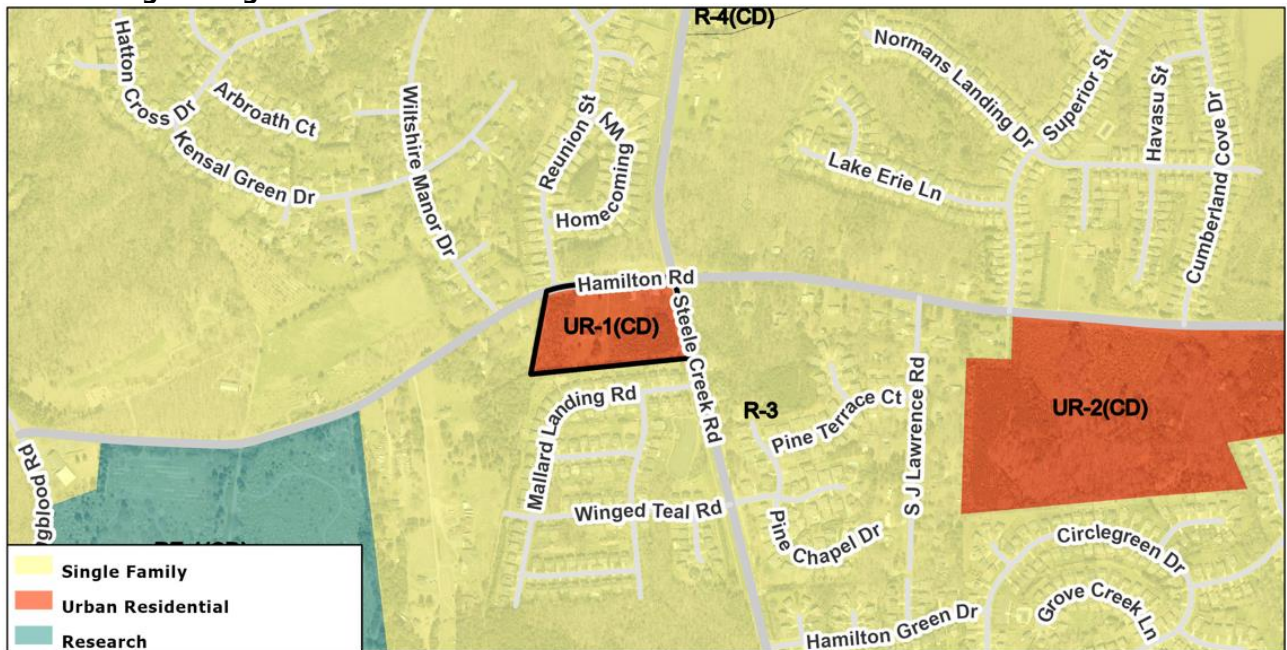 R-4(CD)
Hatton Cross Dr
Arbroath Ct
Kensal Green Dr
Wiltshire Manor Dr
Reunion St
Homecoming Wy
Normans Landing Dr
Superior St
Havasu St
Cumberland Cove Dr
Lake Erie Ln
Hamilton Rd
UR-1(CD)
Steele Creek Rd
Mallard Landing Rd
R-3
Pine Terrace Ct
S J Lawrence Rd
UR-2(CD)
Winged Teal Rd
Pine Chapel Dr
Circlegreen Dr
Grove Creek Ln
Hamilton Green Dr
Single Family
Urban Residential
Research